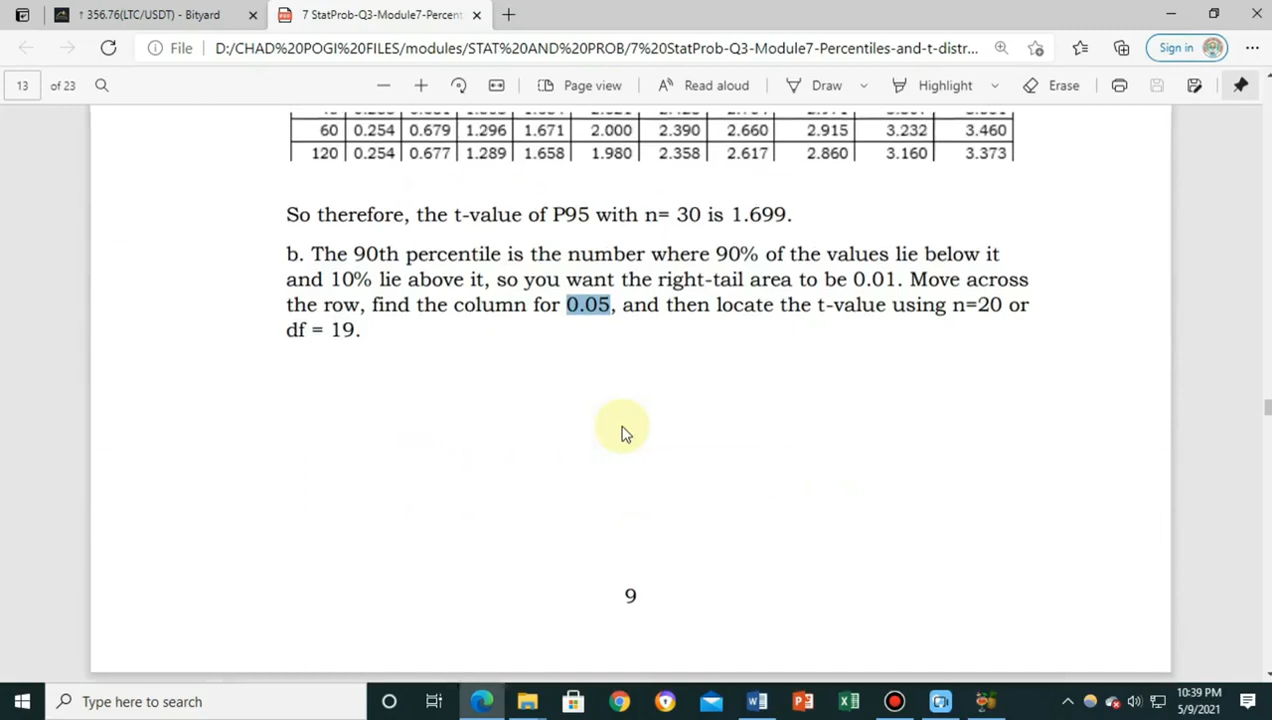 ↑ 356.76(LTC/USDT) - Bityard
7 StatProb-Q3-Module7-Percent
File
D:/CHAD%20POGI%20FILES/modules/STAT%20AND%20PROB/7%20StatProb-Q3-Module7-Percentiles-and-t-distr...
Sign in
13 of 23
Page view
Read aloud
Draw
Highlight
Erase
60 0.254 0.679 1.296 1.671 2.000 2.390 2.660 2.915 3.232 3.460
120 0.254 0.677 1.289 1.658 1.980 2.358 2.617 2.860 3.160 3.373
So therefore, the t-value of P95 with n= 30 is 1.699.
b. The 90th percentile is the number where 90% of the values lie below it
and 10% lie above it, so you want the right-tail area to be 0.01. Move across
the row, find the column for 0.05, and then locate the t-value using n=20 or
df = 19.
9
Type here to search
10:39 PM
5/9/2021